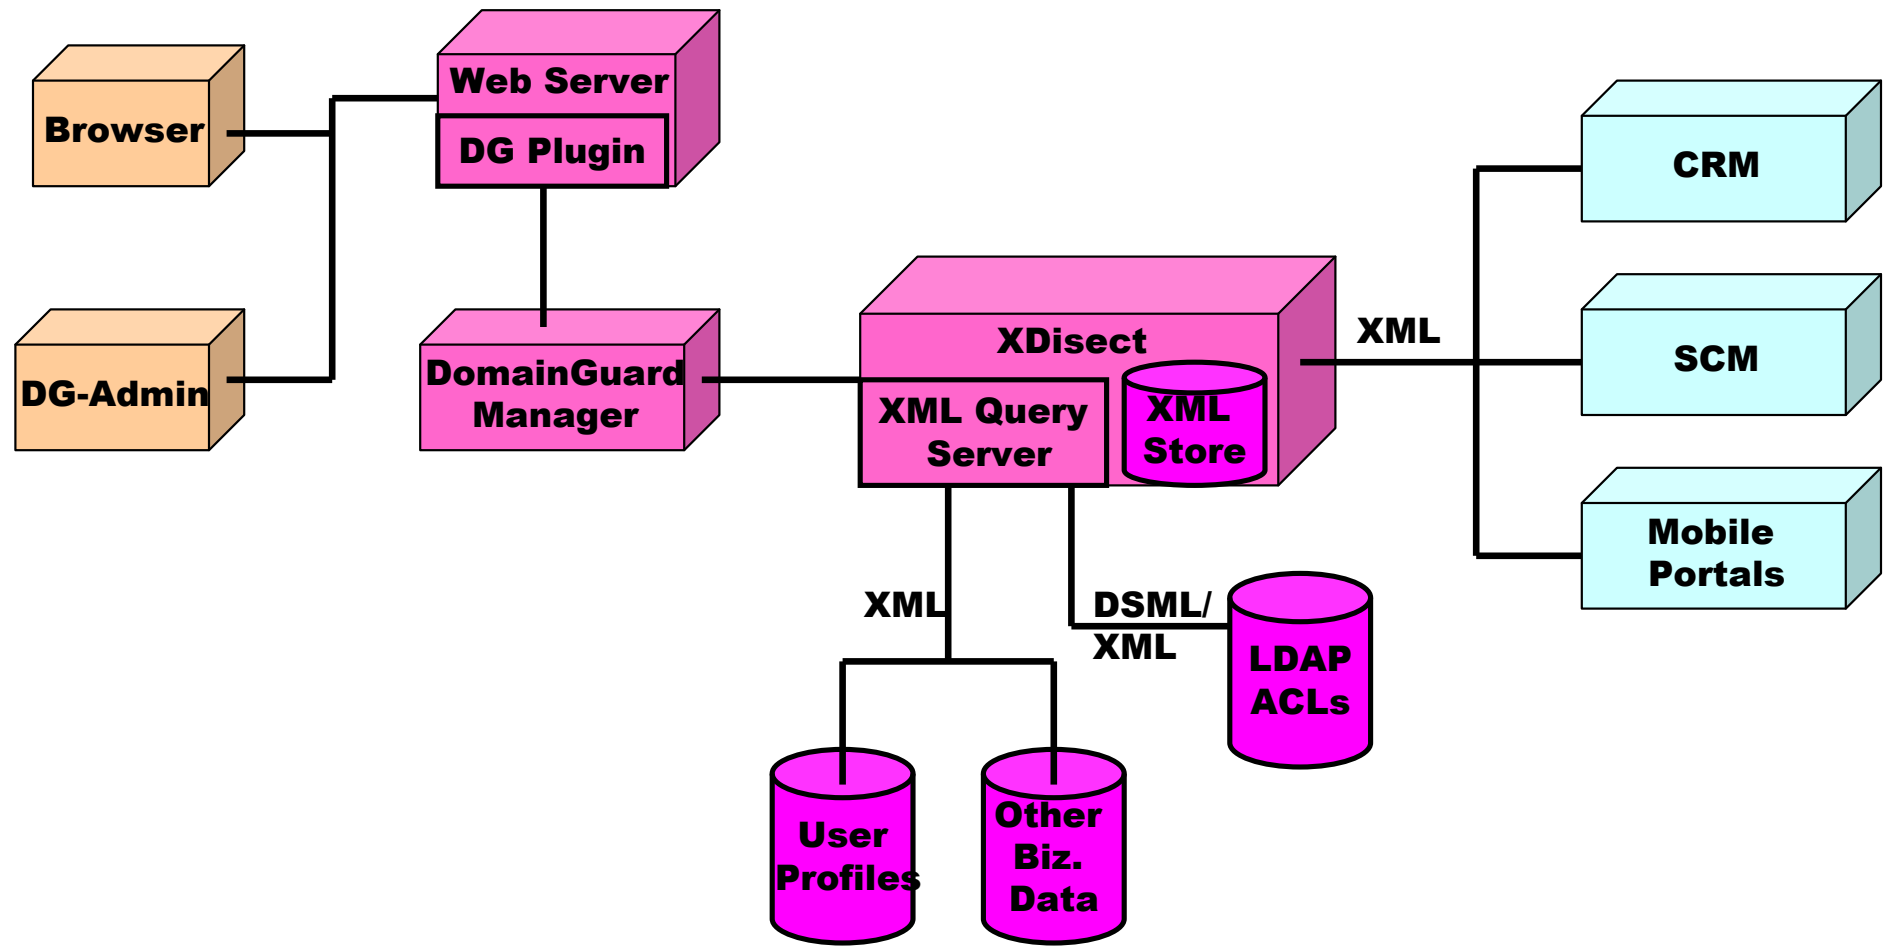 Browser
Web Server
DG Plugin
DG-Admin
DomainGuard
Manager
XDisect
XML Query
Server
XML
Store
XML
CRM
SCM
Mobile
Portals
XML
DSML/
XML
LDAP
ACLs
User
Profiles
Other
Biz.
Data